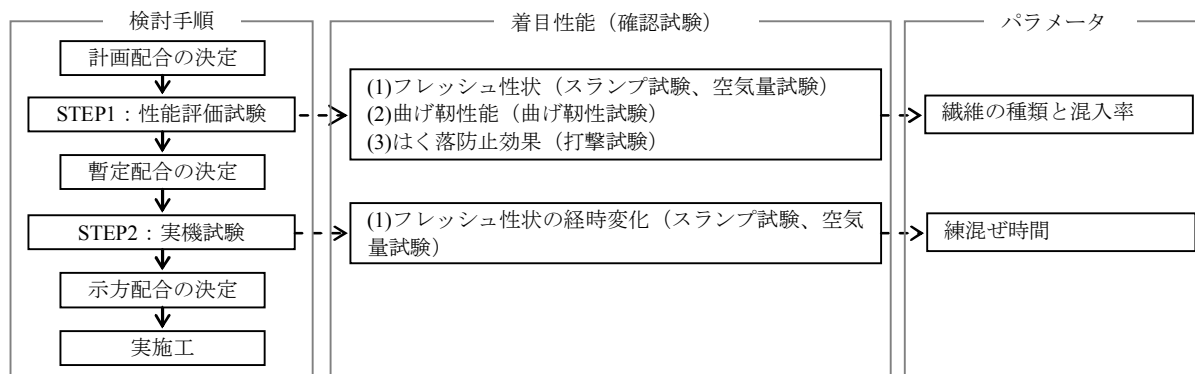 検討手順
計画配合の決定
STEP1：性能評価試験
暫定配合の決定
STEP2：実機試験
示方配合の決定
実施工
着目性能（確認試験）
(1)フレッシュ性状（スランプ試験、空気量試験）
(2)曲げ靭性能（曲げ靭性試験）
(3)はく落防止効果（打撃試験）
(1)フレッシュ性状の経時変化（スランプ試験、空気
量試験）
パラメータ
繊維の種類と混入率
練混ぜ時間